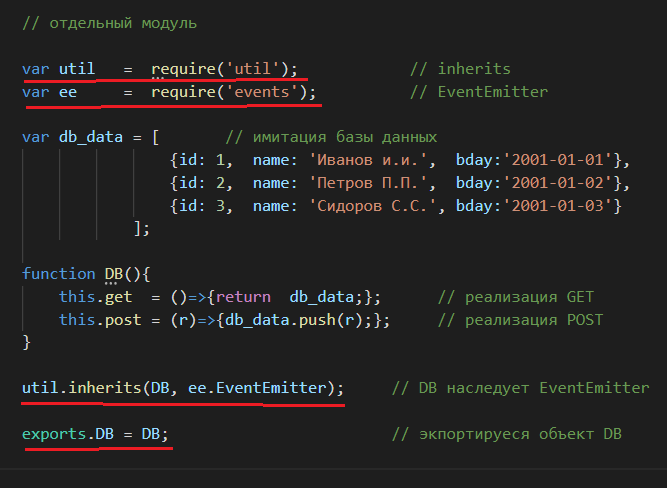 // отдельный модуль
var util = require('util'); // inherits
var ee = require('events'); // EventEmitter
var db_data = [ // имитация базы данных
{id: 1, name: 'Иванов и.и.', bday:'2001-01-01'},
{id: 2, name: 'Петров П.П.', bday:'2001-01-02'},
{id: 3, name: 'Сидоров С.С.', bday:'2001-01-03'}
];
function DB(){
this.get = ()=>{return db_data;}; // реализация GET
this.post = (r)=>{db_data.push(r);}; // реализация POST
}
util.inherits(DB, ee.EventEmitter); // DB наследует EventEmitter
exports.DB = DB; // экпортируеся объект DB